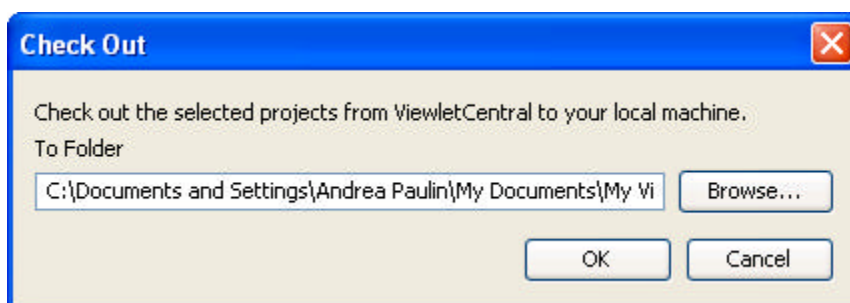 Check Out
Check out the selected projects from ViewletCentral to your local machine.
To Folder
C:\Documents and Settings\Andrea Paulin\My Documents\My Vi
Browse...
OK
Cancel